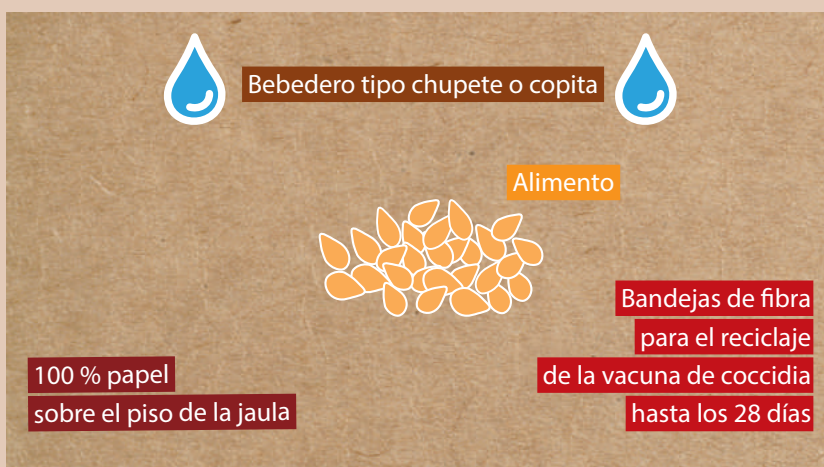 Bebedero tipo chupete o copita
Alimento
100 % papel
sobre el piso de la jaula
Bandejas de fibra
para el reciclaje
de la vacuna de coccidia
hasta los 28 días